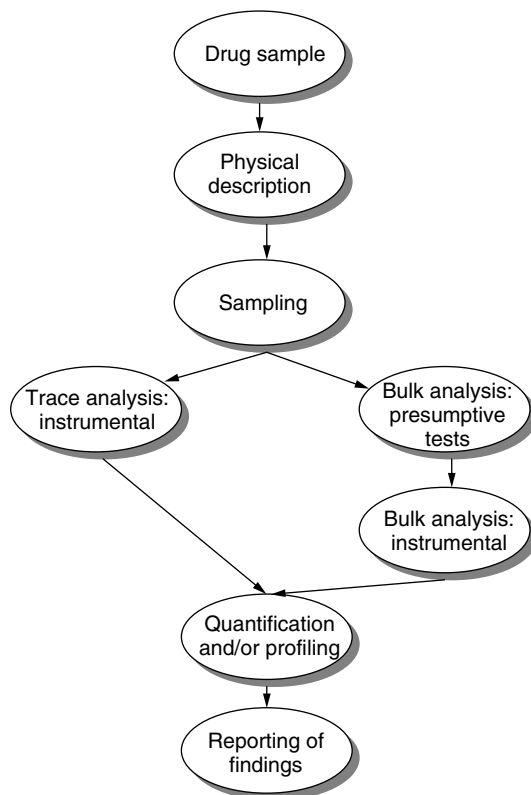 Drug sample
Physical
description
Sampling
Trace analysis:
instrumental
Bulk analysis:
presumptive
tests
Bulk analysis:
instrumental
Quantification
and/or profiling
Reporting of
findings